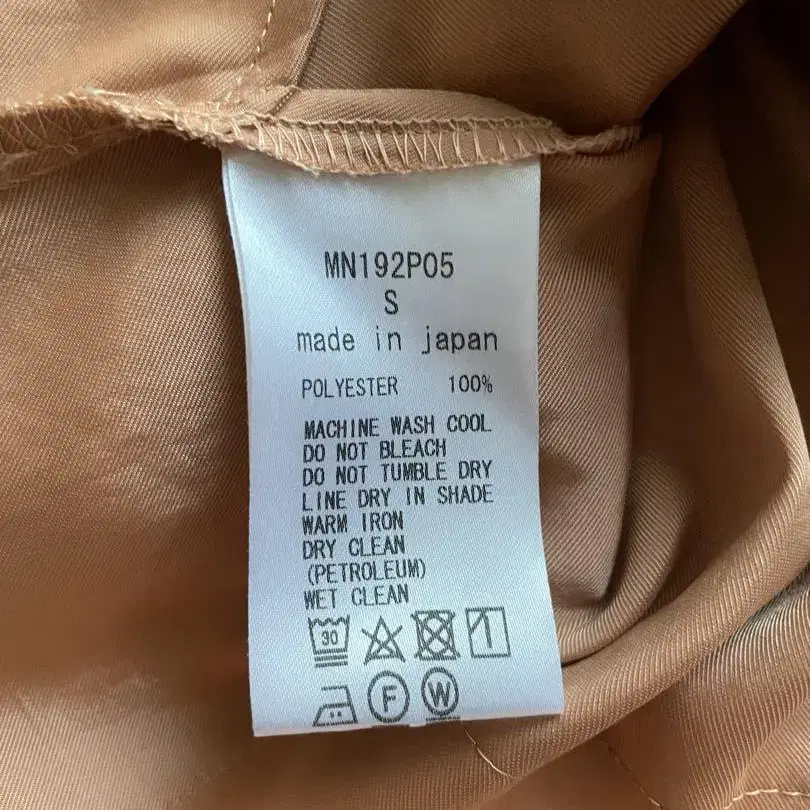 MN192P05
S
made in japan
POLYESTER 100%
MACHINE WASH COOL
DO NOT BLEACH
DO NOT TUMBLE DRY
LINE DRY IN SHADE
WARM IRON
DRY CLEAN
(PETROLEUM)
WET CLEAN
30
F W